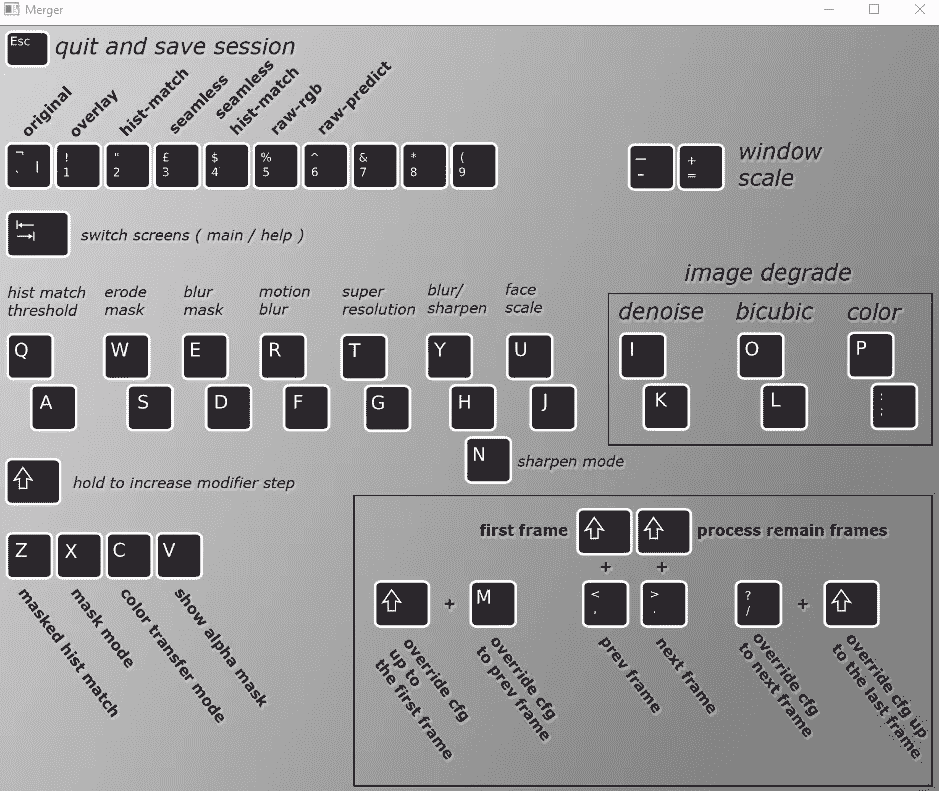 Merger
Esc
quit and save session
original
overlay
hist-match
seamless
seamless
hist-match
raw-rgb
raw-predict
¬ ` |
! 1
" 2
£ 3
$ 4
% 5
^ 6
& 7
* 8
( 9
— -
+ =
window
scale
switch screens ( main / help )
hist match
threshold
erode
mask
blur
mask
motion
blur
super
resolution
blur/
sharpen
face
scale
Q
W
E
R
T
Y
U
A
S
D
F
G
H
J
image degrade
denoise
bicubic
color
I
O
P
K
L
: ;
N
sharpen mode
hold to increase modifier step
Z
X
C
V
masked hist match
mask mode
color transfer mode
show alpha mask
first frame
process remain frames
+
+
+
M
< ,
> .
? /
+
override cfg
up to
the first frame
override cfg
to prev frame
prev frame
next frame
override cfg
to next frame
override cfg up
to the last frame